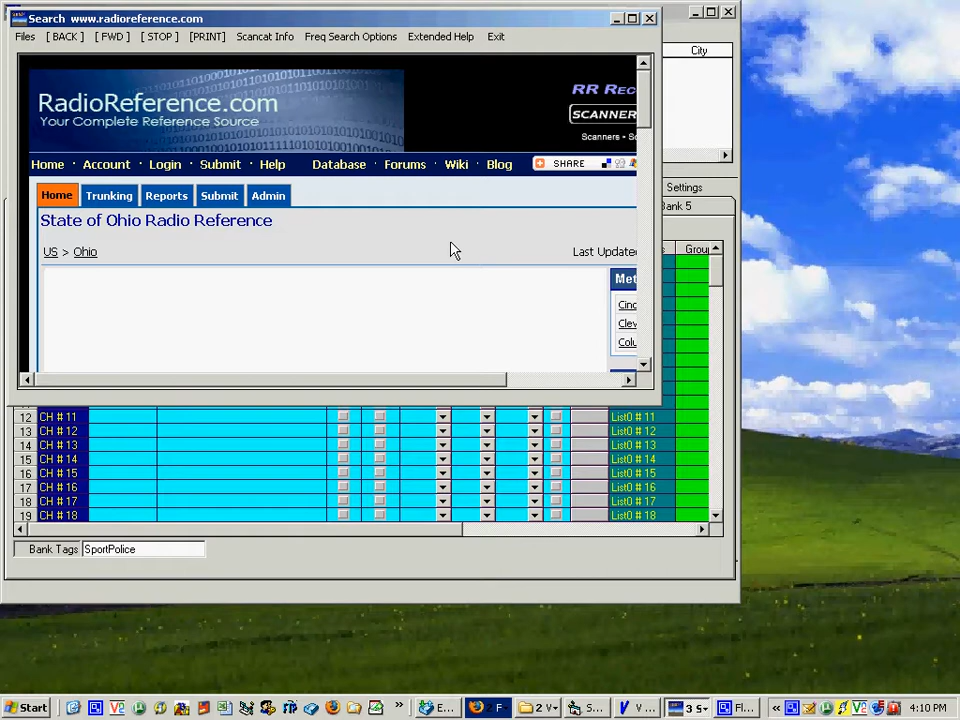 Search www.radioreference.com
Files [ BACK ] [ FWD ] [ STOP ] [PRINT] Scancat Info Freq Search Options Extended Help Exit
City
RadioReference.com
Your Complete Reference Source
RR REC
SCANNER
Scanners · Sc
Home · Account · Login · Submit · Help Database · Forums · Wiki · Blog SHARE
Home Trunking Reports Submit Admin
Settings
Bank 5
State of Ohio Radio Reference
US > Ohio Last Update
Group
Met
Cinc
Clev
Colu
12 CH # 11 List0 # 11
13 CH # 12 List0 # 12
14 CH # 13 List0 # 13
15 CH # 14 List0 # 14
16 CH # 15 List0 # 15
17 CH # 16 List0 # 16
18 CH # 17 List0 # 17
19 CH # 18 List0 # 18
Bank Tags SportPolice
Start V2 » E... 2 F 2 V S... V ... 3 S Fl... « V2 4:10 PM